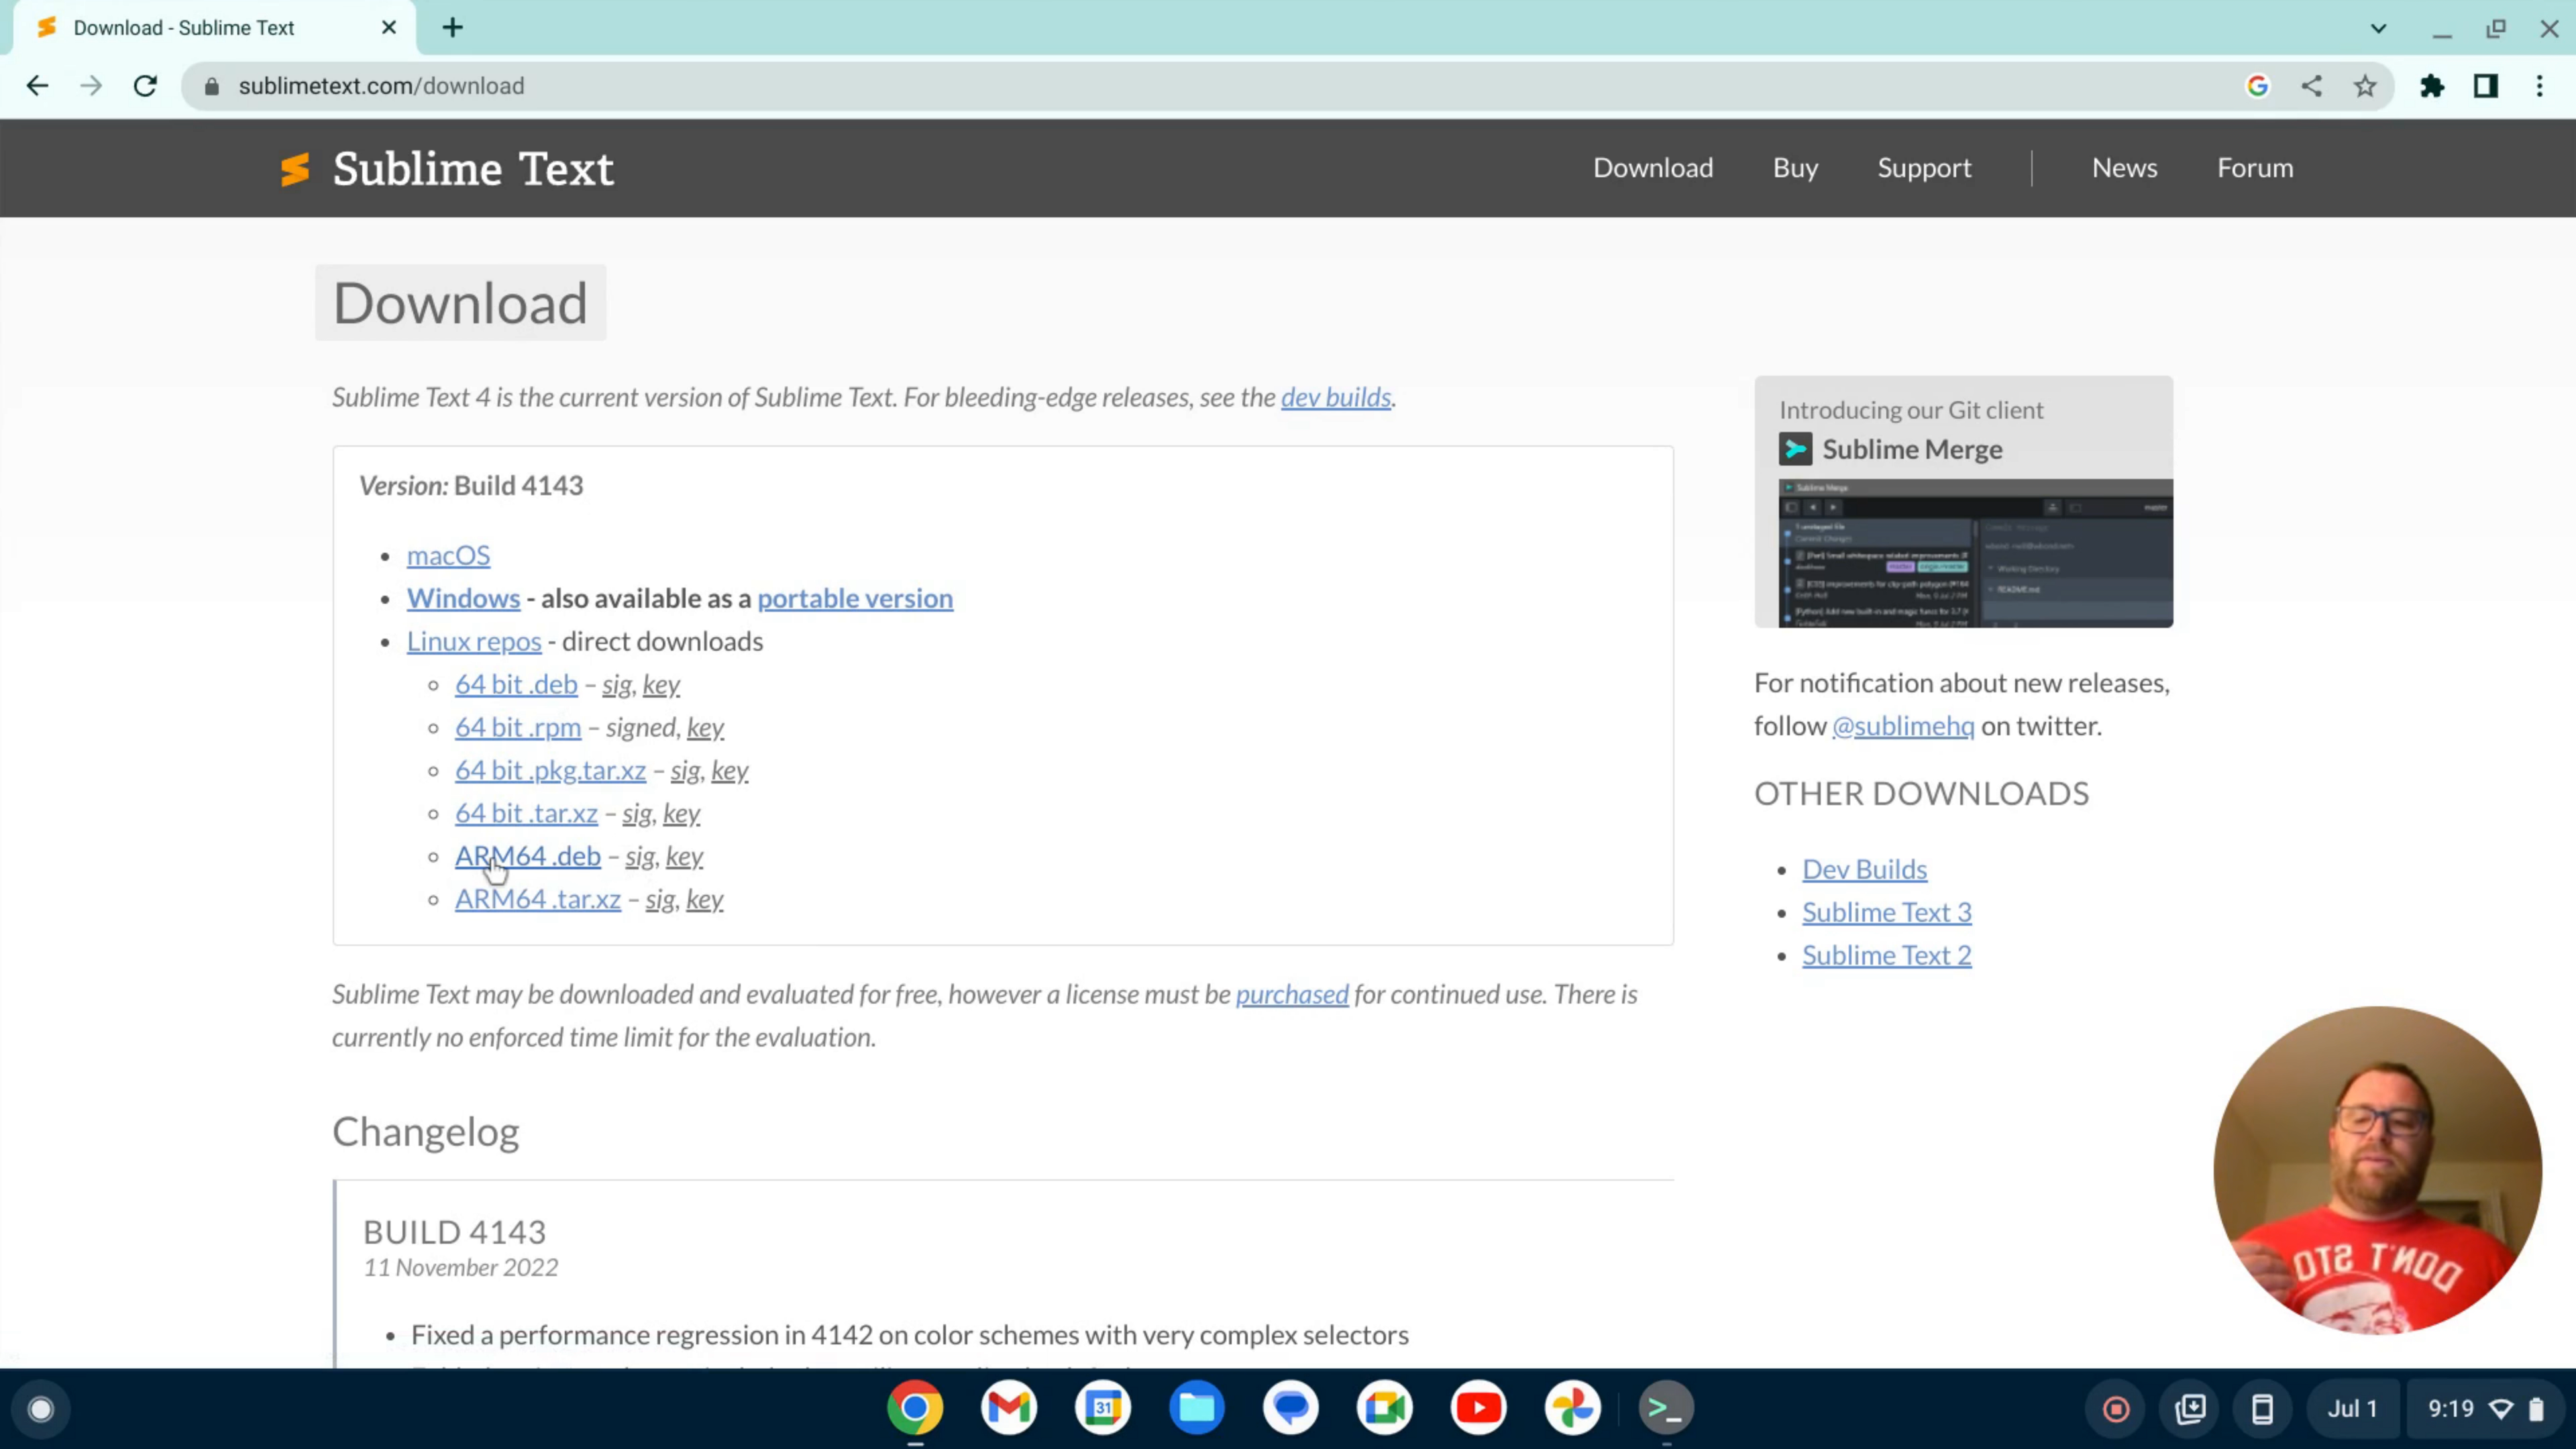 Download - Sublime Text
sublimetext.com/download
Sublime Text
Download Buy Support News Forum
Download
Sublime Text 4 is the current version of Sublime Text. For bleeding-edge releases, see the dev builds.
Version: Build 4143
macOS
Windows - also available as a portable version
Linux repos - direct downloads
64 bit .deb – sig, key
64 bit .rpm – signed, key
64 bit .pkg.tar.xz – sig, key
64 bit .tar.xz – sig, key
ARM64 .deb – sig, key
ARM64 .tar.xz – sig, key
Sublime Text may be downloaded and evaluated for free, however a license must be purchased for continued use. There is
currently no enforced time limit for the evaluation.
Changelog
BUILD 4143
11 November 2022
Fixed a performance regression in 4142 on color schemes with very complex selectors
Introducing our Git client
Sublime Merge
Sublime Merge
master
Working Directory
README.md
For notification about new releases,
follow @sublimehq on twitter.
OTHER DOWNLOADS
Dev Builds
Sublime Text 3
Sublime Text 2
DON'T STO
31
Jul 1
9:19